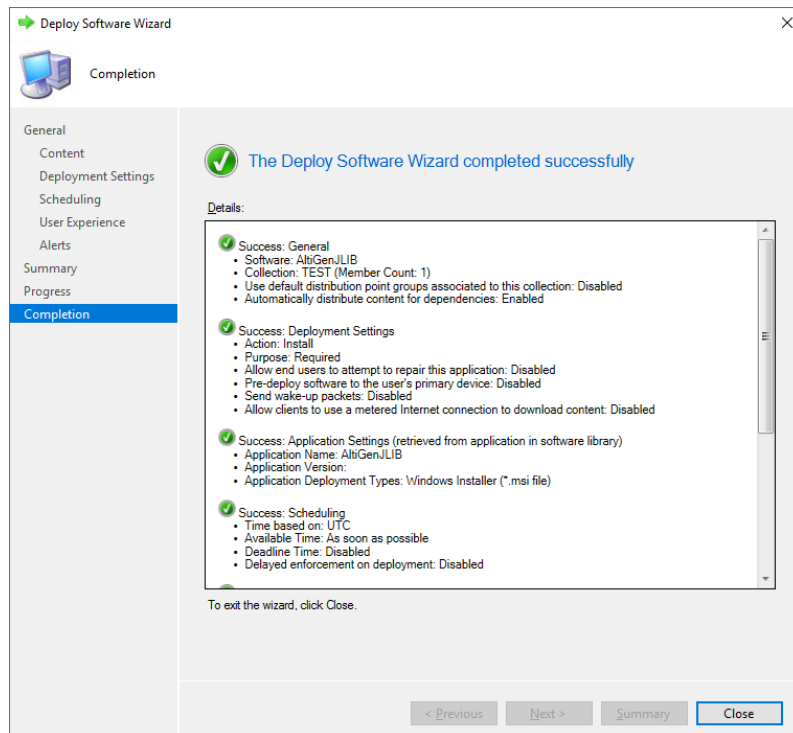 Deploy Software Wizard
Completion
General
Content
Deployment Settings
Scheduling
User Experience
Alerts
Summary
Progress
Completion
The Deploy Software Wizard completed successfully
Details:
Success: General
• Software: AltiGenJLIB
• Collection: TEST (Member Count: 1)
• Use default distribution point groups associated to this collection: Disabled
• Automatically distribute content for dependencies: Enabled
Success: Deployment Settings
• Action: Install
• Purpose: Required
• Allow end users to attempt to repair this application: Disabled
• Pre-deploy software to the user's primary device: Disabled
• Send wake-up packets: Disabled
• Allow clients to use a metered Internet connection to download content: Disabled
Success: Application Settings (retrieved from application in software library)
• Application Name: AltiGenJLIB
• Application Version:
• Application Deployment Types: Windows Installer (*.msi file)
Success: Scheduling
• Time based on: UTC
• Available Time: As soon as possible
• Deadline Time: Disabled
• Delayed enforcement on deployment: Disabled
To exit the wizard, click Close.
< Previous
Next >
Summary
Close